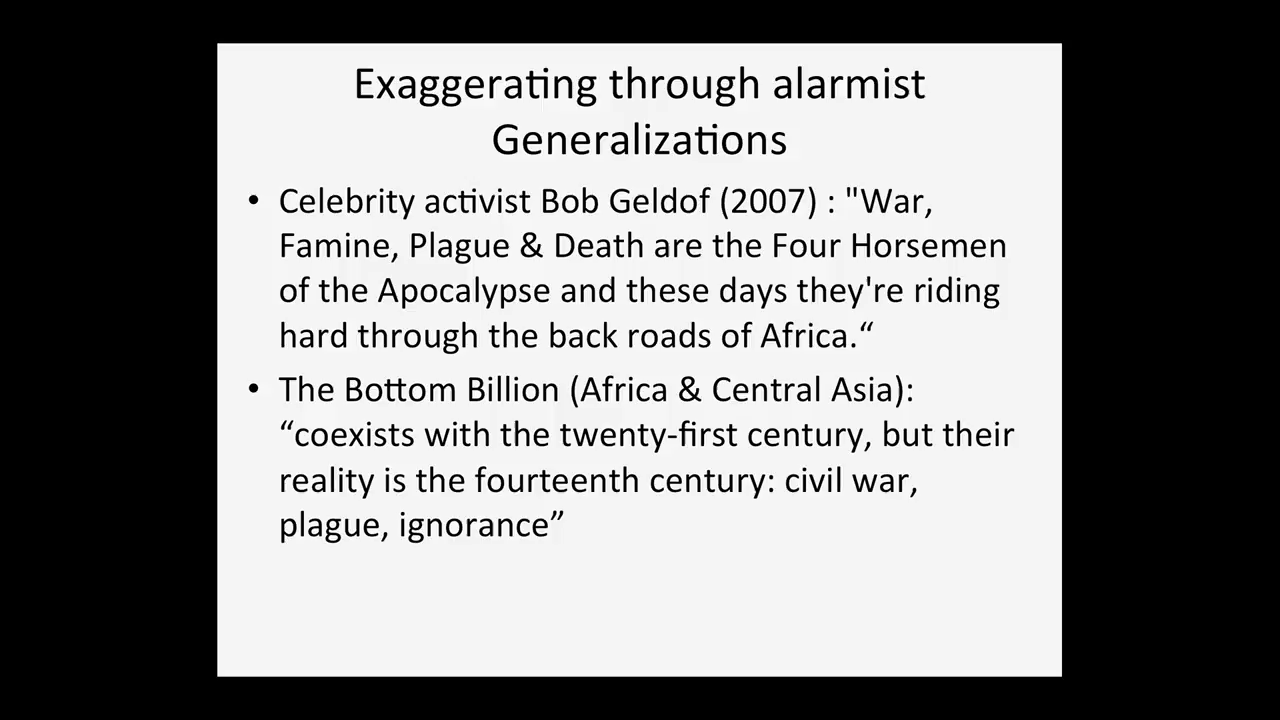 Exaggerating through alarmist
Generalizations
• Celebrity activist Bob Geldof (2007) : "War,
Famine, Plague & Death are the Four Horsemen
of the Apocalypse and these days they're riding
hard through the back roads of Africa.“
• The Bottom Billion (Africa & Central Asia):
“coexists with the twenty-first century, but their
reality is the fourteenth century: civil war,
plague, ignorance”